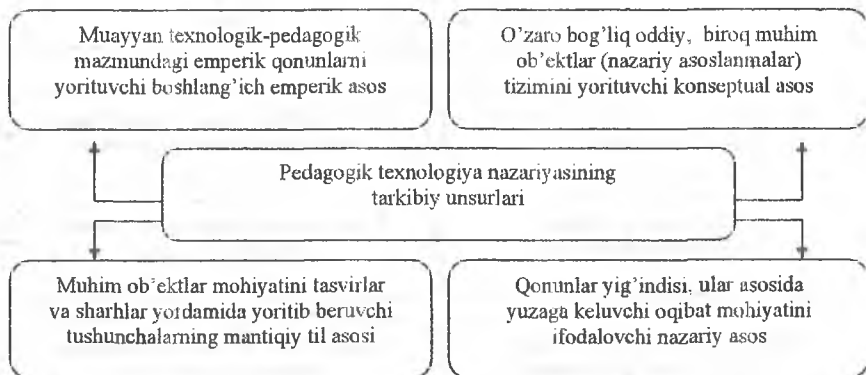 Muayyan texnologik-pedagogik
mazmundagi emperik qonunlarni
yorituvchi boshlang'ich emperik asos
O'zaro bog'liq oddiy, biroq muhim
ob'ektlar (nazariy asoslanmalar)
tizimini yorituvchi konseptual asos
Pedagogik texnologiya nazariyasining
tarkibiy unsurlari
Muhim ob'ektlar mohiyatini tasvirlar
va sharhlar yordamida yoritib beruvchi
tushunchalarning mantiqiy til asosi
Qonunlar yig'indisi, ular asosida
yuzaga keluvchi oqibat mohiyatini
ifodalovchi nazariy asos